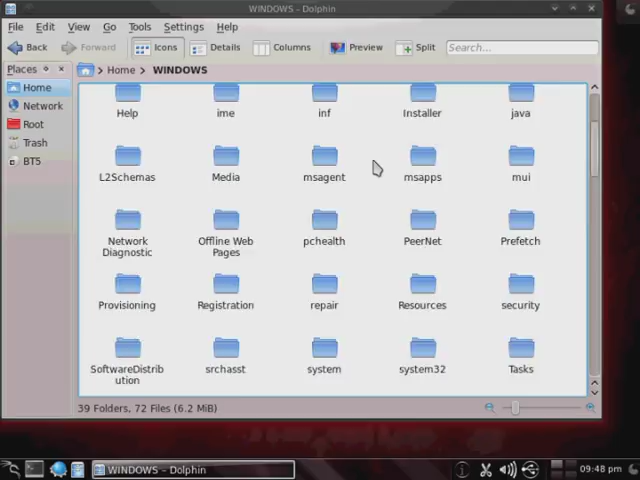 WINDOWS - Dolphin
File Edit View Go Tools Settings Help
Back Forward Icons Details Columns Preview Split Search...
Places
Home
Network
Root
Trash
BT5
Home WINDOWS
Help ime inf Installer java
L2Schemas Media msagent msapps mui
Network Diagnostic
Offline Web Pages
pchealth PeerNet Prefetch
Provisioning Registration repair Resources security
SoftwareDistrib
ution
srchasst system system32 Tasks
39 Folders, 72 Files (6.2 MiB)
WINDOWS - Dolphin
09:48 pm